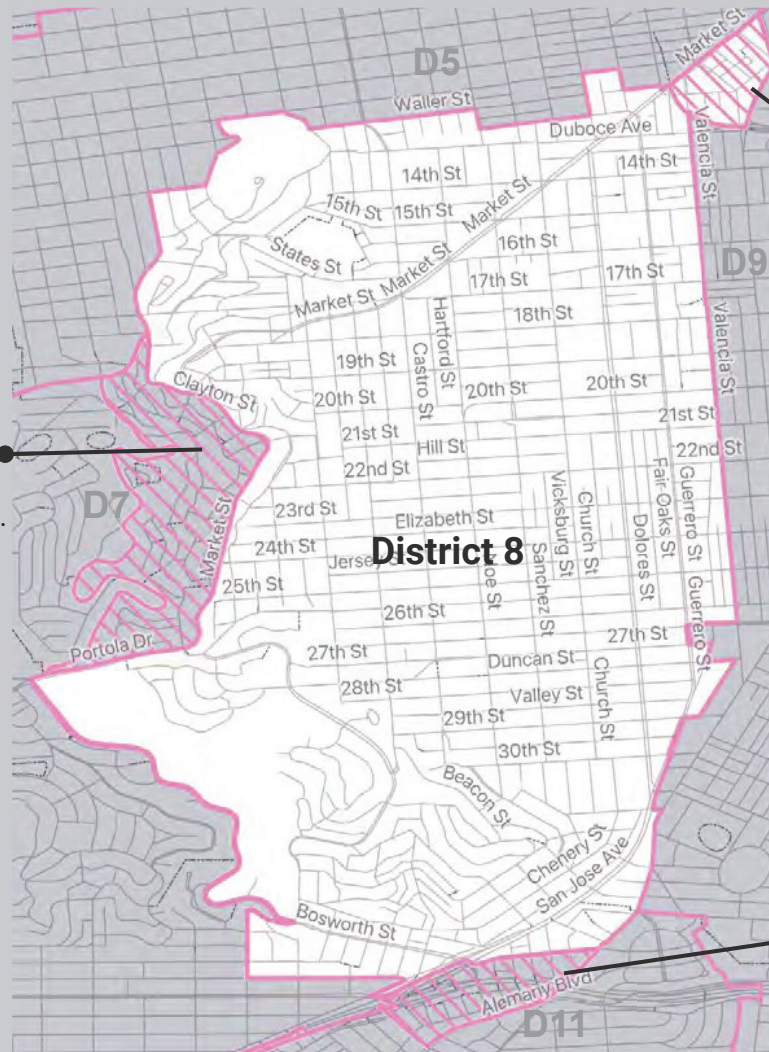 Market St
D5
Waller St
Duboce Ave
Valencia St
14th St
14th St
15th St
15th St
Market St
States St
16th St
D9
Market St
17th St
17th St
Market St
Hartford St
18th St
Valencia St
19th St
Castro St
Clayton St
20th St
20th St
20th St
21st St
21st St
Hill St
22nd St
22nd St
Fair Oaks St
Guerrero St
Vicksburg St
Church St
D7
Market St
23rd St
Elizabeth St
Dolores St
24th St
District 8
Sanchez St
25th St
26th St
Guerrero St
27th St
Portola Dr
27th St
Duncan St
Church St
28th St
Valley St
29th St
30th St
Beacon St
Chenery St
San Jose Ave
Bosworth St
Alemany Blvd
D11